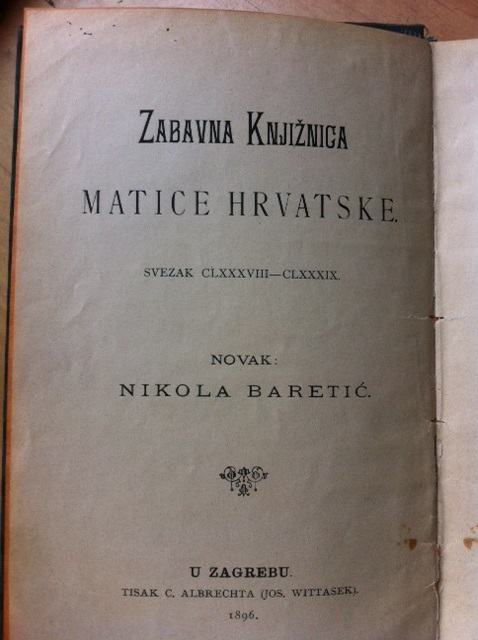 ZABAVNA KNJIŽNICA
MATICE HRVATSKE.
SVEZAK CLXXXVIII—CLXXXIX.
NOVAK:
NIKOLA BARETIĆ.
U ZAGREBU.
TISAK C. ALBRECHTA (JOS. WITTASEK).
1896.